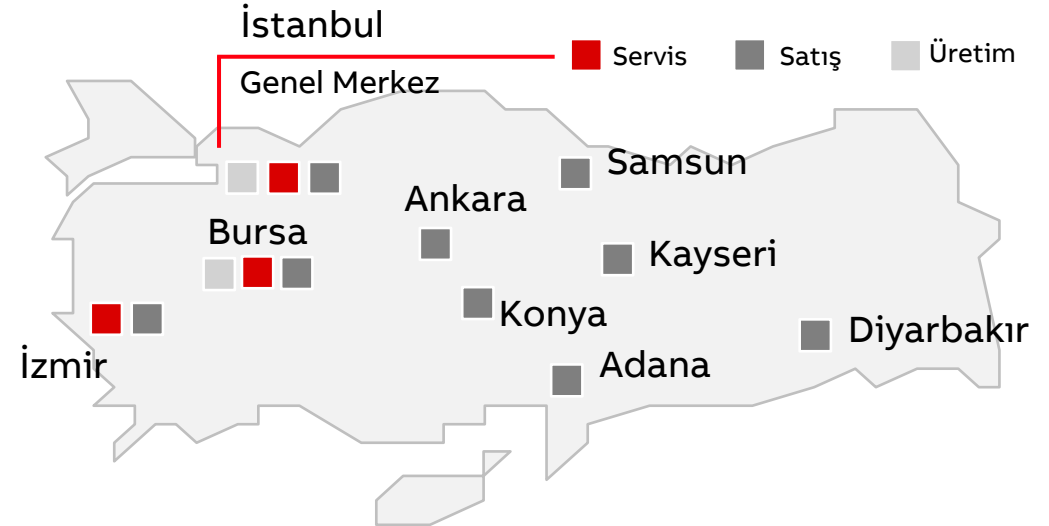 İstanbul
Genel Merkez
Servis
Satış
Üretim
Samsun
Ankara
Bursa
Kayseri
Konya
Diyarbakır
İzmir
Adana